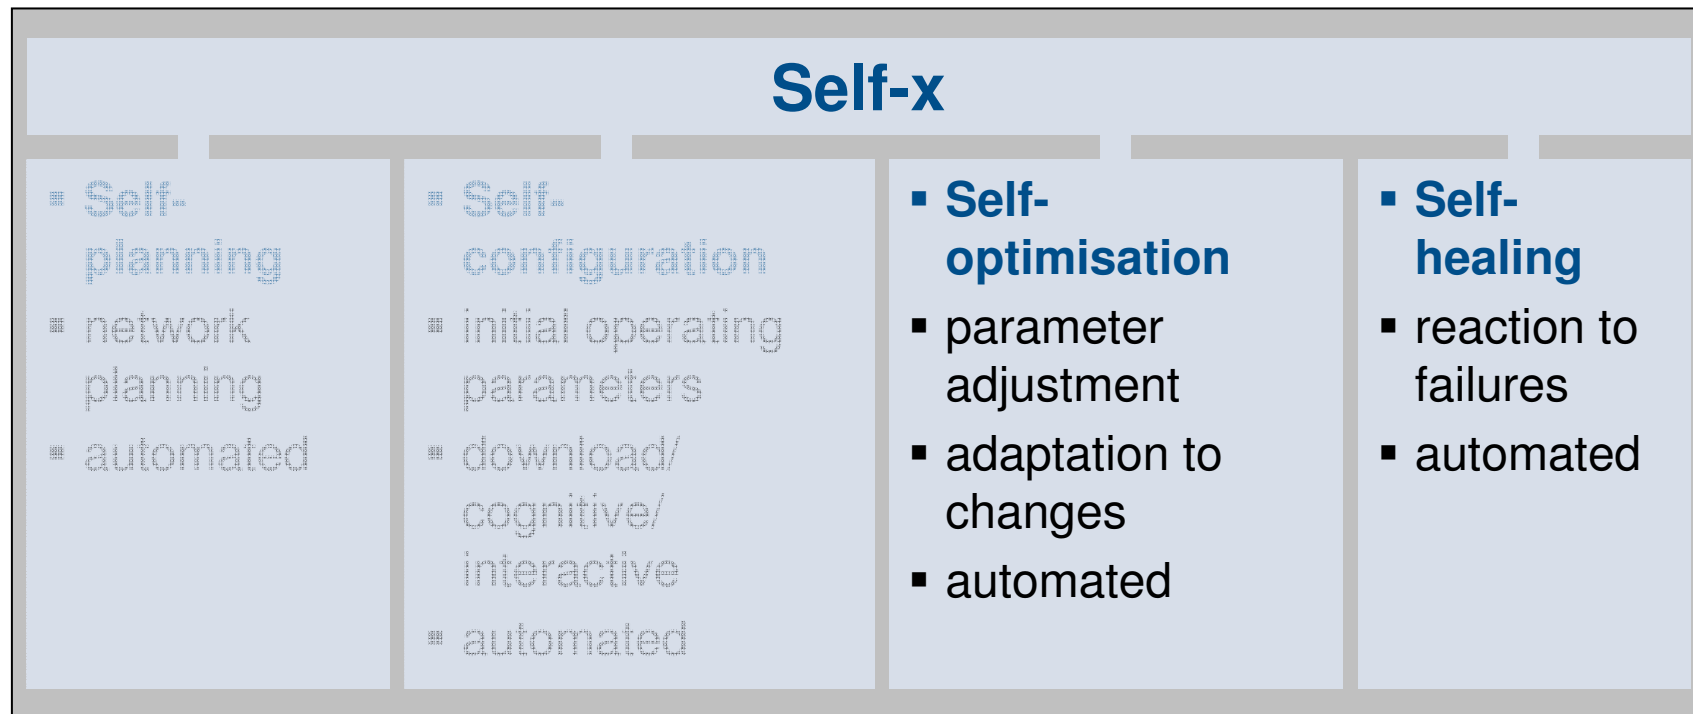 Self-x
▪ Self-
planning
▪ network
planning
▪ automated
▪ Self-
configuration
▪ initial operating
parameters
▪ download/
cognitive/
interactive
▪ automated
▪ Self-
optimisation
▪ parameter
adjustment
▪ adaptation to
changes
▪ automated
▪ Self-
healing
▪ reaction to
failures
▪ automated